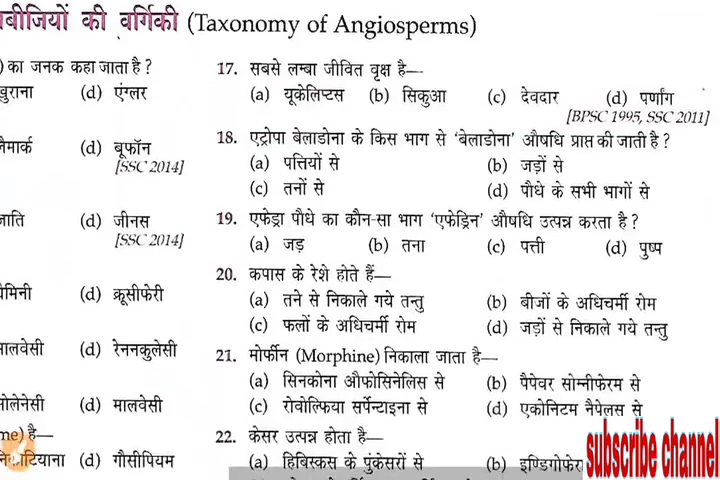 बीजियों की वर्गिकी (Taxonomy of Angiosperms)
) का जनक कहा जाता है ?
खुराना (d) एंग्लर
लैमार्क (d) बूफॉन
[SSC 2014]
जाति (d) जीनस
[SSC 2014]
(d) क्रूसीफेरी
मालवेसी (d) रेननकुलेसी
सोलेनेसी (d) मालवेसी
me) है—
(d) गौसीपियम
17. सबसे लम्बा जीवित वृक्ष है—
(a) यूकेलिप्टस (b) सिकुआ (c) देवदार (d) पर्णांग
[BPSC 1995, SSC 2011]
18. एट्रोपा बेलाडोना के किस भाग से ‘बेलाडोना’ औषधि प्राप्त की जाती है ?
(a) पत्तियों से (b) जड़ों से
(c) तनों से (d) पौधे के सभी भागों से
19. एफेड्रा पौधे का कौन-सा भाग ‘एफेड्रिन’ औषधि उत्पन्न करता है ?
(a) जड़ (b) तना (c) पत्ती (d) पुष्प
20. कपास के रेशे होते हैं—
(a) तने से निकाले गये तन्तु (b) बीजों के अधिचर्मी रोम
(c) फलों के अधिचर्मी रोम (d) जड़ों से निकाले गये तन्तु
21. मोर्फीन (Morphine) निकाला जाता है—
(a) सिनकोना औफोसिनेलिस से (b) पैपेवर सोम्नीफेरम से
(c) रोवोल्फिया सर्पेन्टाइना से (d) एकोनिटम नैपेलस से
22. केसर उत्पन्न होता है—
(a) हिबिस्कस के पुंकेसरों से (b) इण्डिगोफेर
subscribe channel